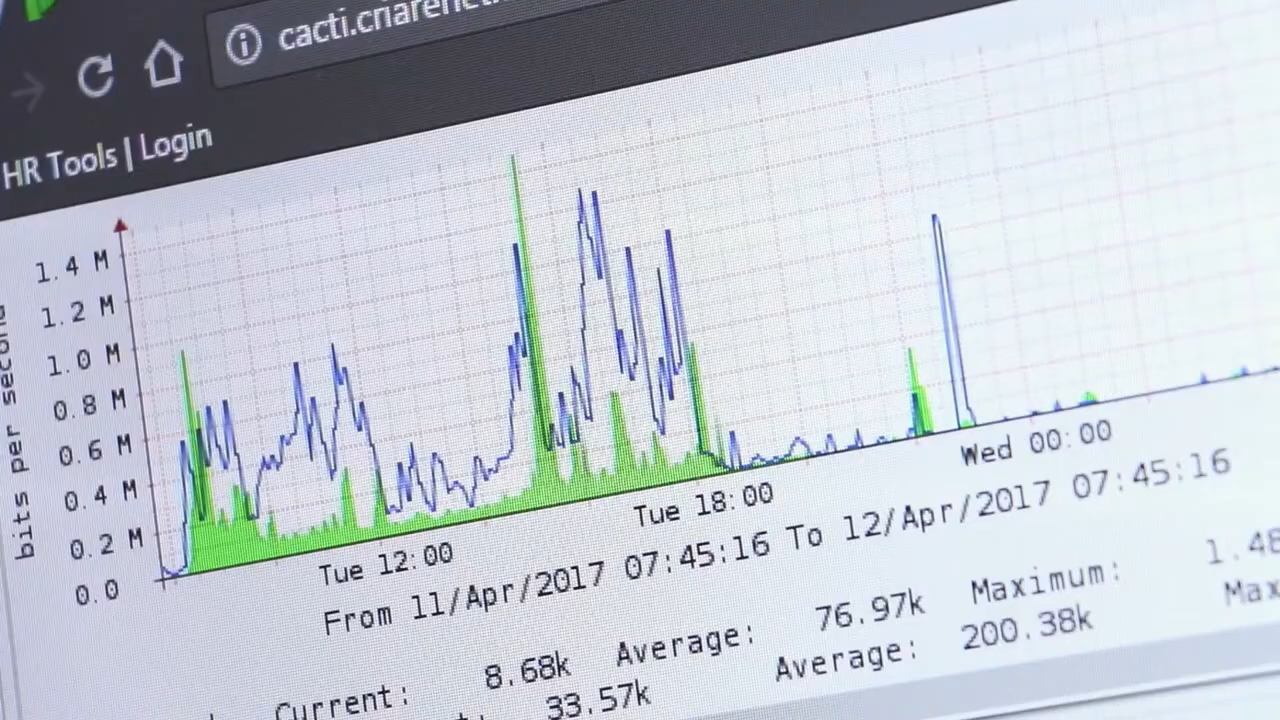 cacti.criarenet.
HR Tools | Login
bits per second
1.4 M
1.2 M
1.0 M
0.8 M
0.6 M
0.4 M
0.2 M
0.0
Tue 12:00
Tue 18:00
Wed 00:00
From 11/Apr/2017 07:45:16 To 12/Apr/2017 07:45:16
Current: 8.68k Average: 76.97k Maximum: 1.48
33.57k Average: 200.38k Max